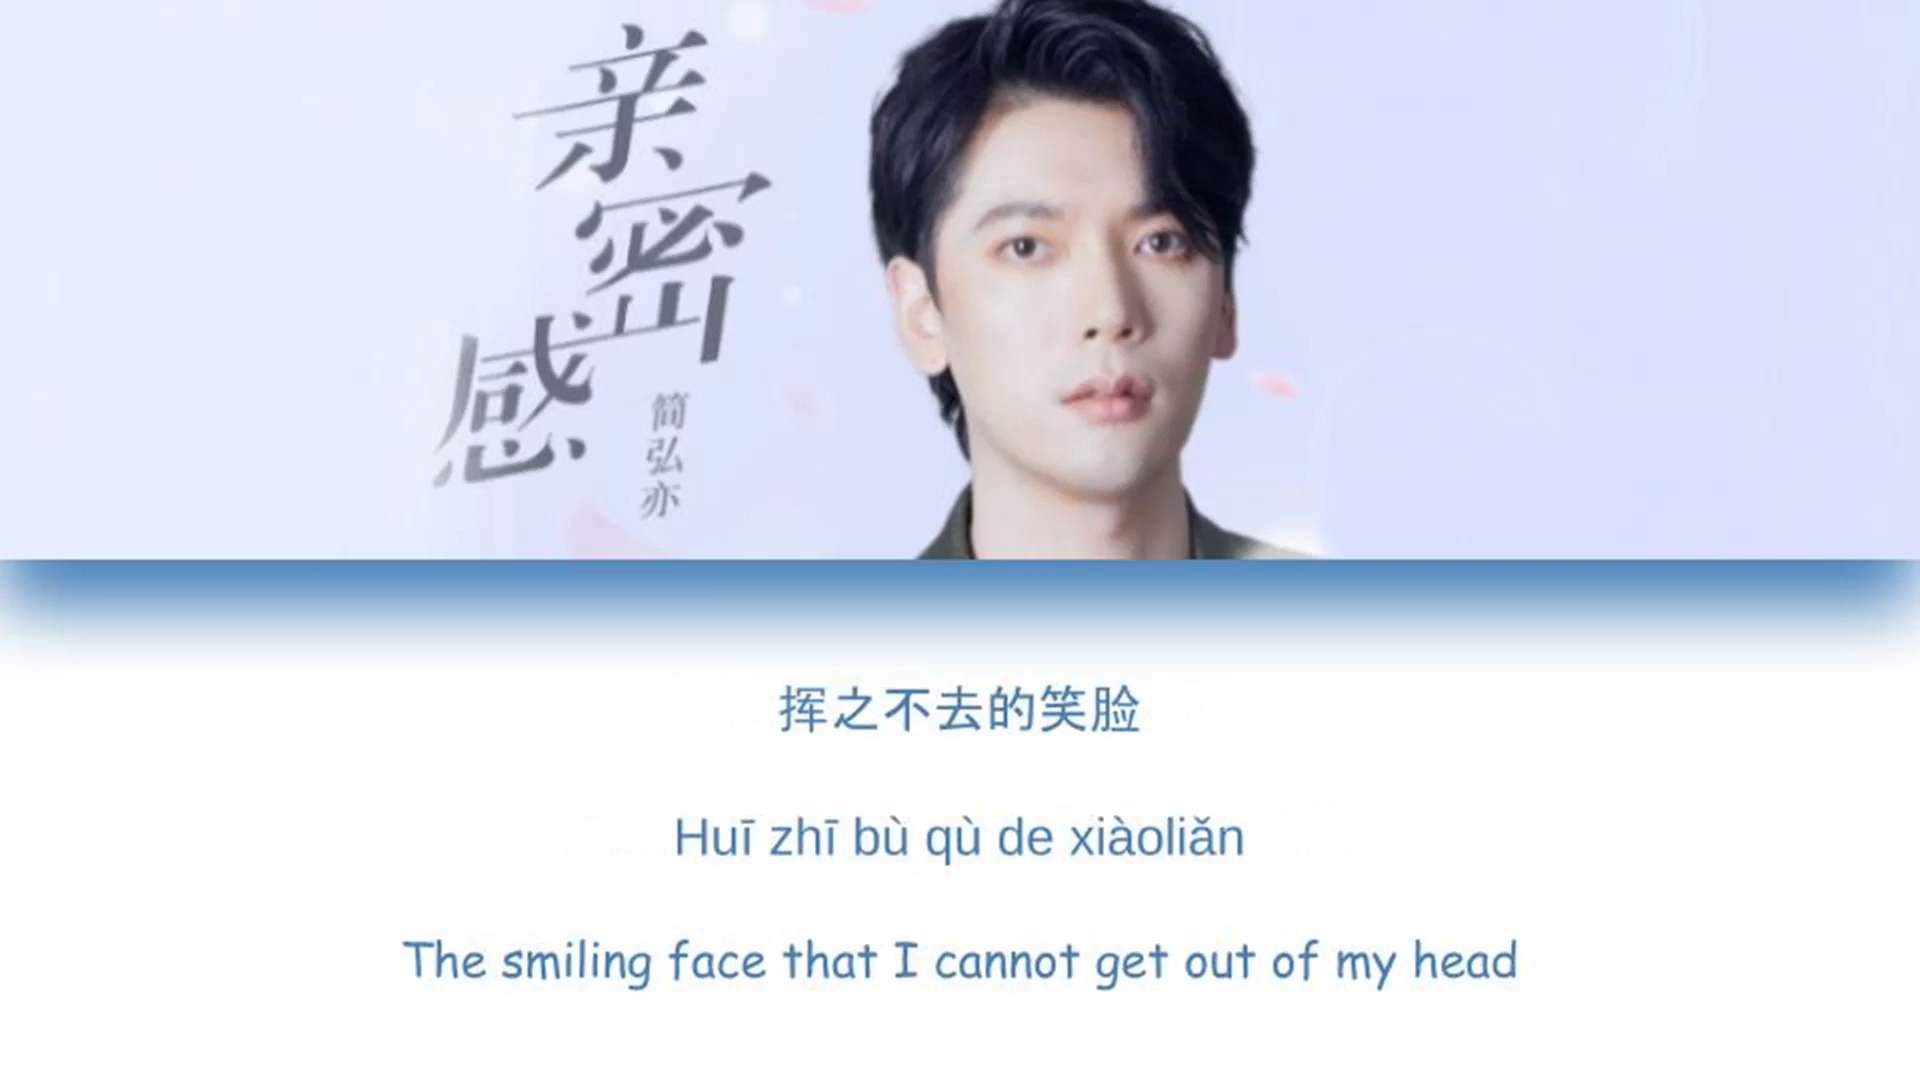 亲密感
简弘亦
挥之不去的笑脸
Huī zhī bù qù de xiàoliǎn
The smiling face that I cannot get out of my head